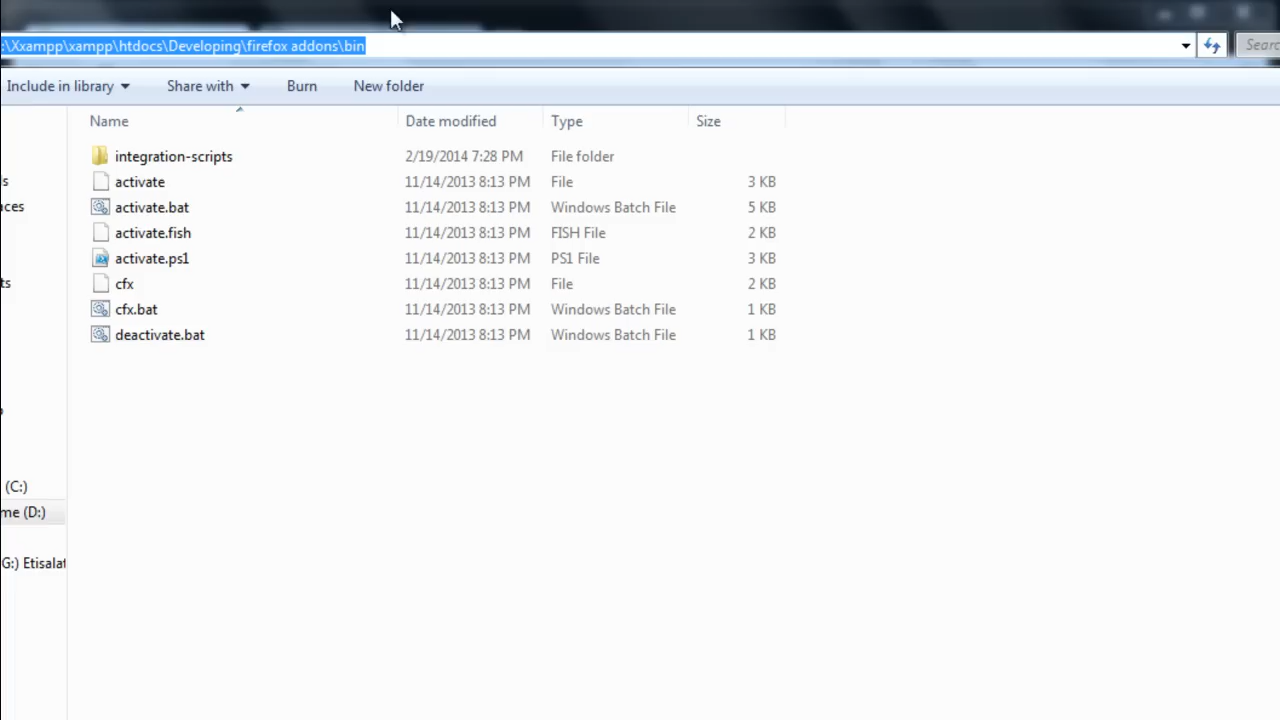 :\Xxampp\xampp\htdocs\Developing\firefox addons\bin
Searc
Include in library Share with Burn New folder
Name Date modified Type Size
integration-scripts 2/19/2014 7:28 PM File folder
activate 11/14/2013 8:13 PM File 3 KB
activate.bat 11/14/2013 8:13 PM Windows Batch File 5 KB
activate.fish 11/14/2013 8:13 PM FISH File 2 KB
activate.ps1 11/14/2013 8:13 PM PS1 File 3 KB
cfx 11/14/2013 8:13 PM File 2 KB
cfx.bat 11/14/2013 8:13 PM Windows Batch File 1 KB
deactivate.bat 11/14/2013 8:13 PM Windows Batch File 1 KB
ls
aces
ts
(C:)
me (D:)
G:) Etisalat